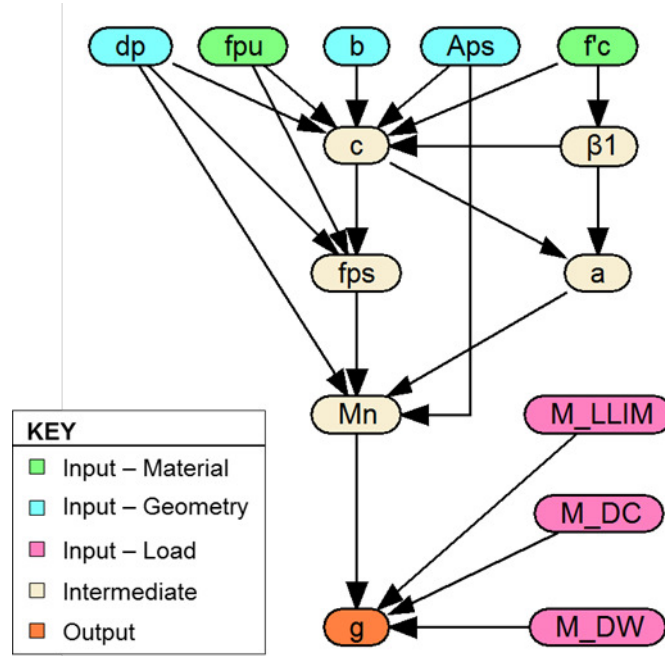 dp fpu b Aps f'c
c β1
fps a
Mn M_LLIM
KEY
Input – Material
Input – Geometry M_DC
Input – Load
Intermediate
Output g M_DW